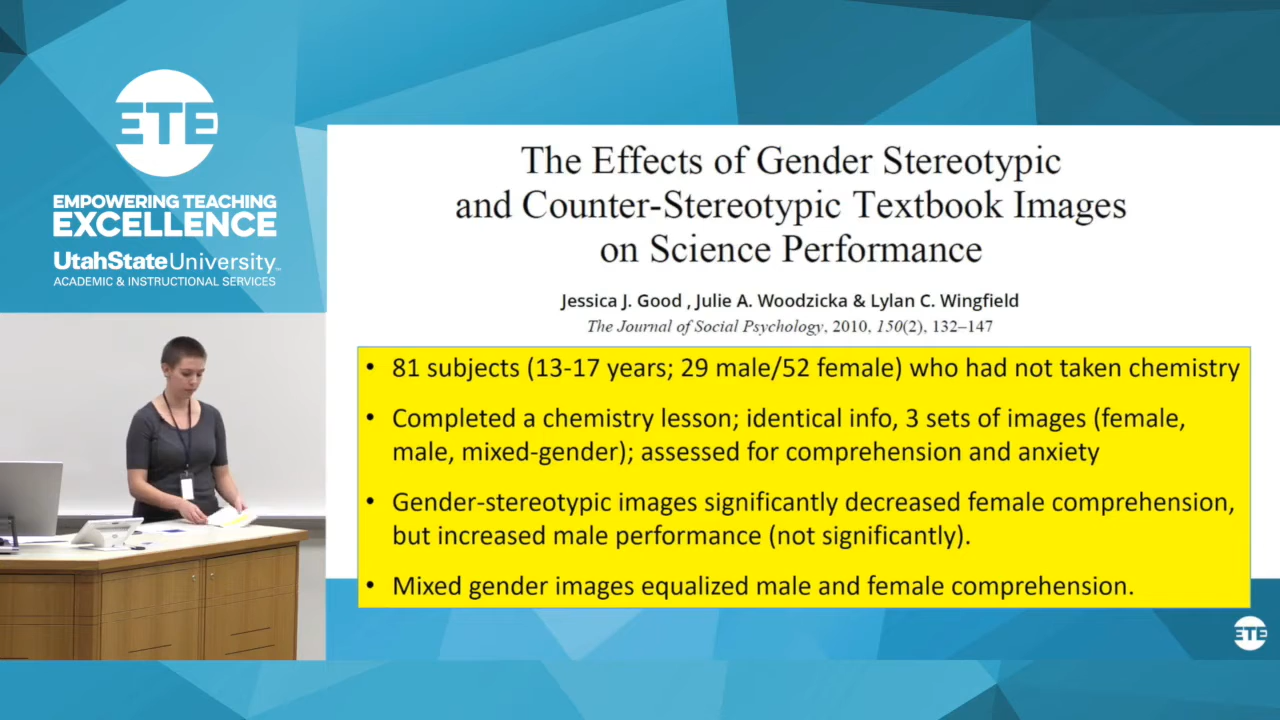 ETE
EMPOWERING TEACHING
EXCELLENCE
UtahStateUniversity™
ACADEMIC & INSTRUCTIONAL SERVICES
The Effects of Gender Stereotypic
and Counter-Stereotypic Textbook Images
on Science Performance
Jessica J. Good , Julie A. Woodzicka & Lylan C. Wingfield
The Journal of Social Psychology, 2010, 150(2), 132–147
• 81 subjects (13-17 years; 29 male/52 female) who had not taken chemistry
• Completed a chemistry lesson; identical info, 3 sets of images (female,
male, mixed-gender); assessed for comprehension and anxiety
• Gender-stereotypic images significantly decreased female comprehension,
but increased male performance (not significantly).
• Mixed gender images equalized male and female comprehension.
ETE